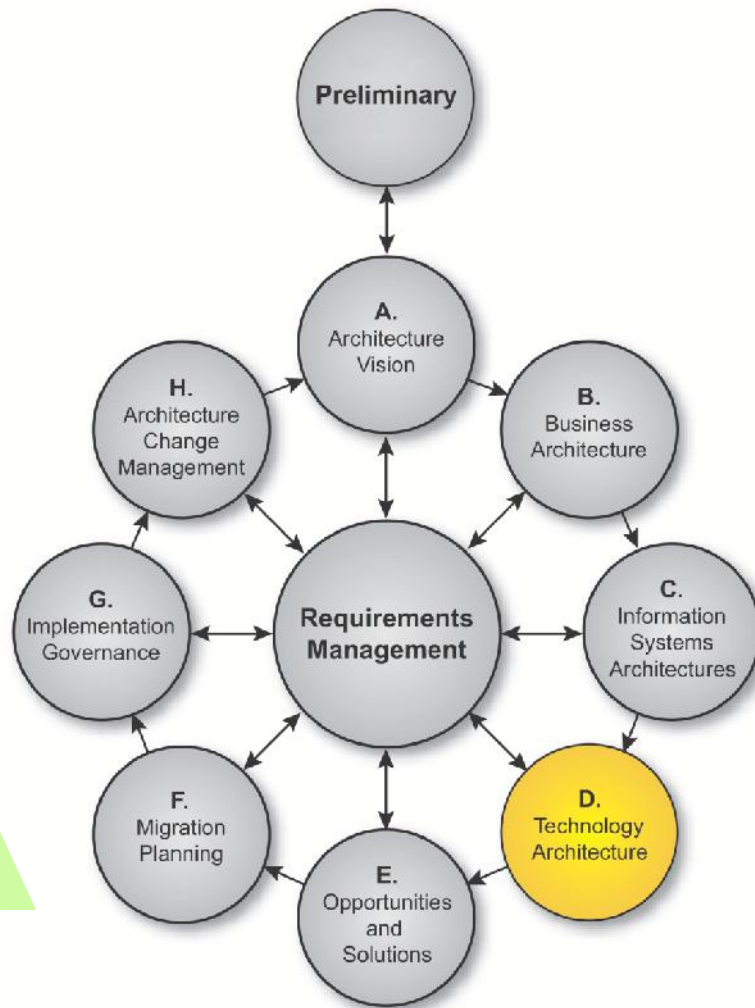 Preliminary
A.
Architecture
Vision
B.
Business
Architecture
C.
Information
Systems
Architectures
D.
Technology
Architecture
E.
Opportunities
and
Solutions
F.
Migration
Planning
G.
Implementation
Governance
H.
Architecture
Change
Management
Requirements
Management